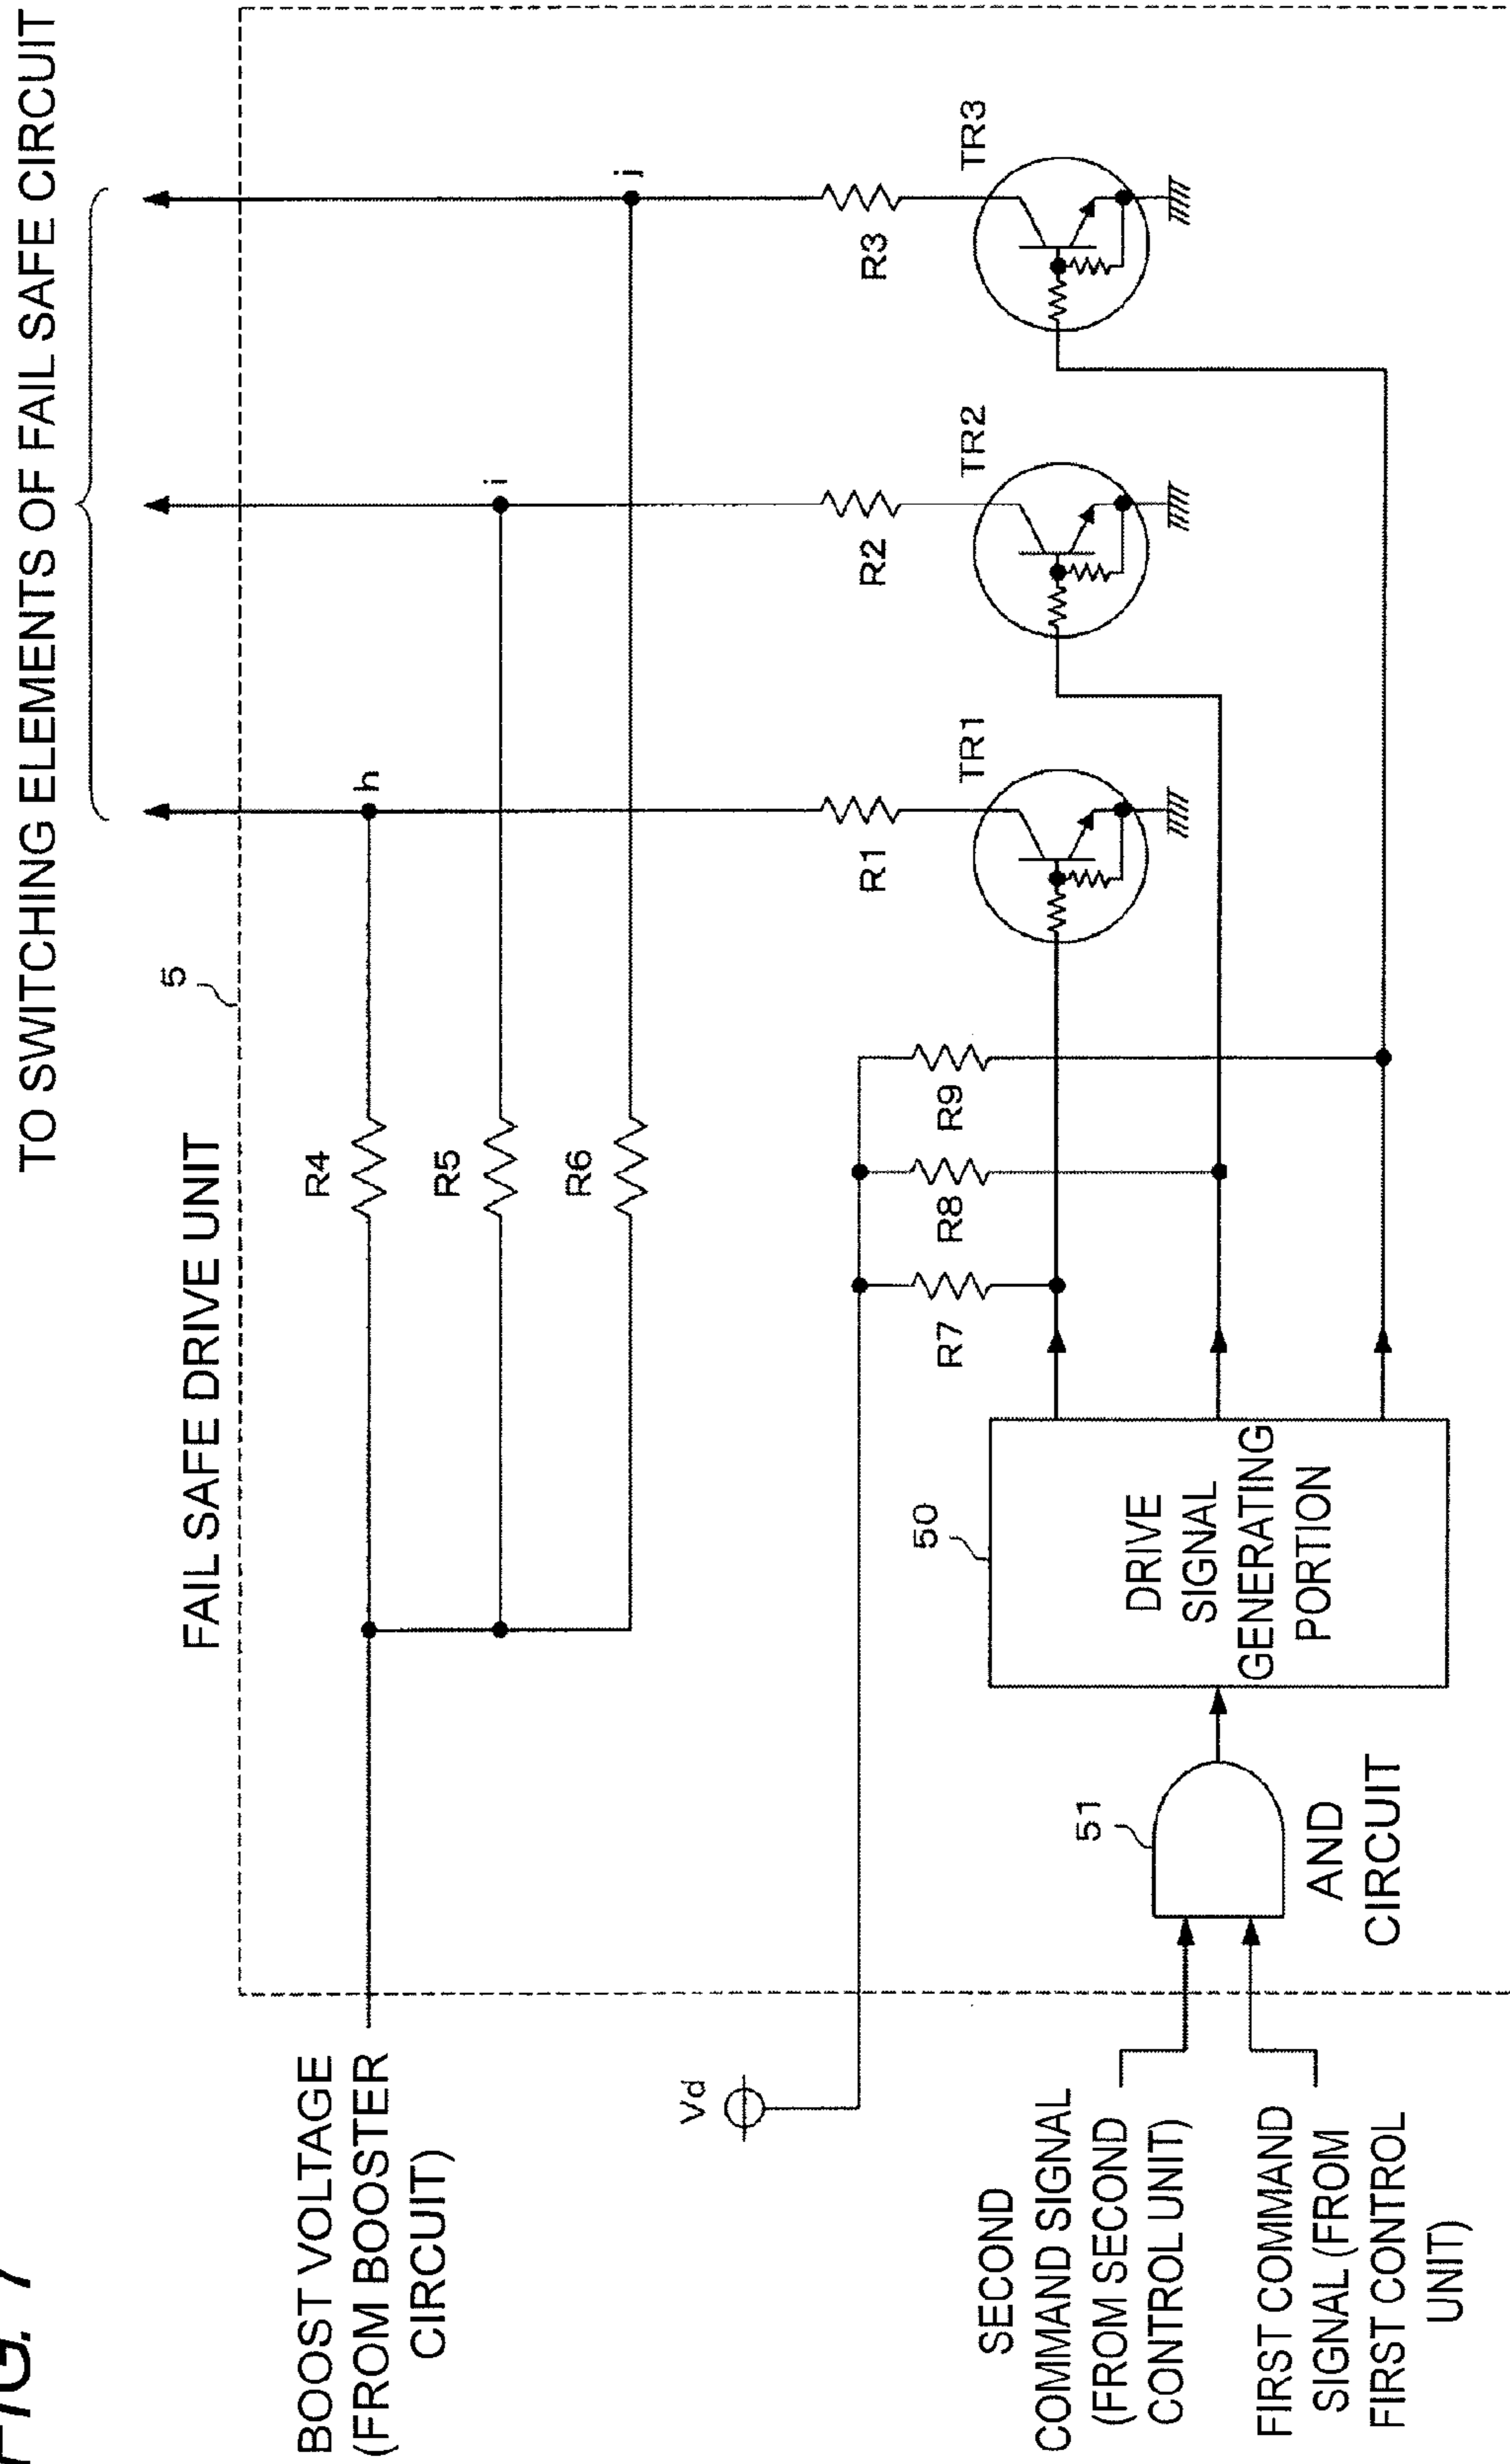 FIG. 7
TO SWITCHING ELEMENTS OF FAIL SAFE CIRCUIT
FAIL SAFE DRIVE UNIT
5
BOOST VOLTAGE
(FROM BOOSTER
CIRCUIT)
R4
h
R5
i
R6
j
Vd
R7
R8
R9
R1
R2
R3
TR1
TR2
TR3
SECOND
COMMAND SIGNAL
(FROM SECOND
CONTROL UNIT)
FIRST COMMAND
SIGNAL (FROM
FIRST CONTROL
UNIT)
51
AND
CIRCUIT
50
DRIVE
SIGNAL
GENERATING
PORTION